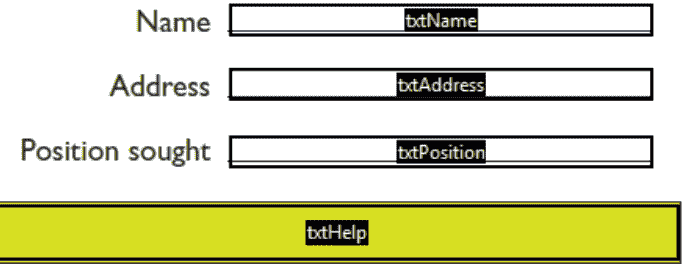 Name txtName
Address txtAddress
Position sought txtPosition
txtHelp